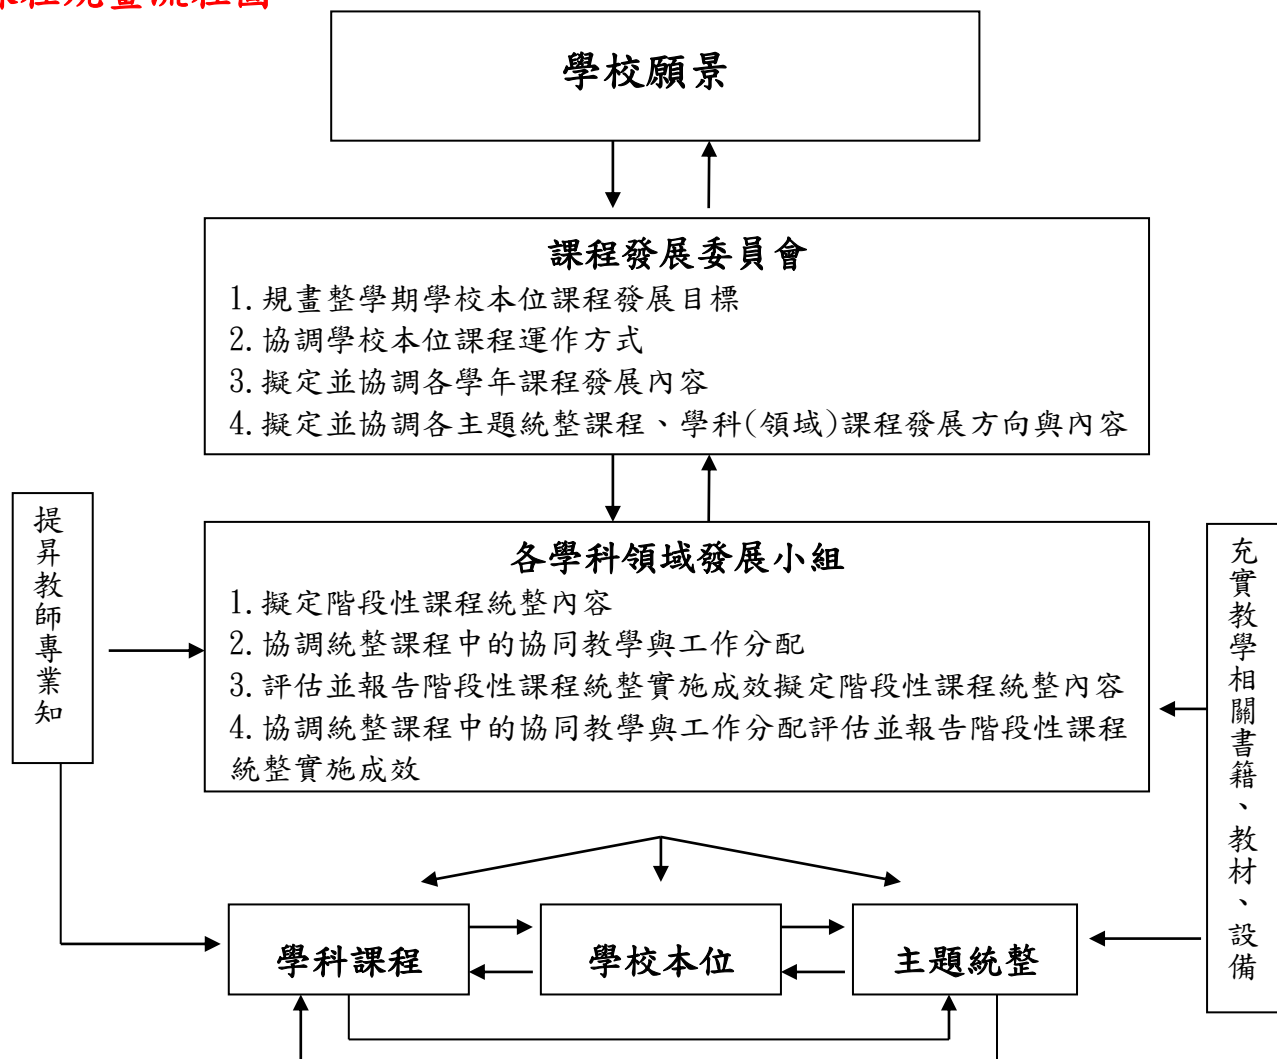 課程規畫流程圖
學校願景
課程發展委員會
1.規畫整學期學校本位課程發展目標
2.協調學校本位課程運作方式
3.擬定並協調各學年課程發展內容
4.擬定並協調各主題統整課程、學科(領域)課程發展方向與內容
提昇教師專業知
各學科領域發展小組
1.擬定階段性課程統整內容
2.協調統整課程中的協同教學與工作分配
3.評估並報告階段性課程統整實施成效擬定階段性課程統整內容
4.協調統整課程中的協同教學與工作分配評估並報告階段性課程
統整實施成效
充實教學相關書籍、教材、設備
學科課程
學校本位
主題統整